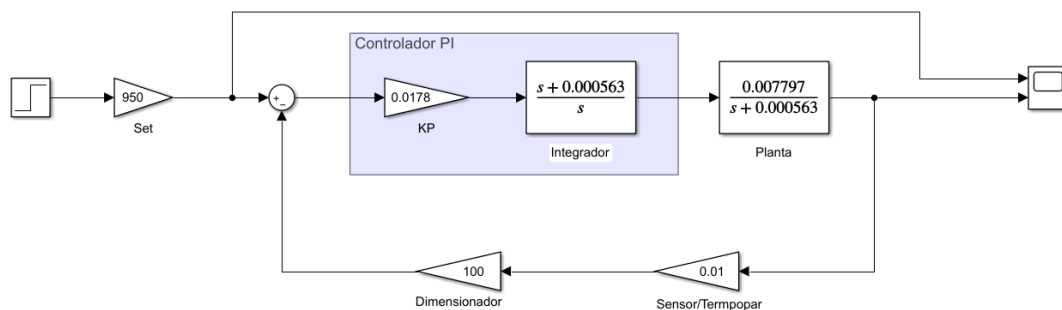 Controlador PI
950
Set
+
−
0.0178
KP
s + 0.000563
s
Integrador
0.007797
s + 0.000563
Planta
100
Dimensionador
0.01
Sensor/Termpopar